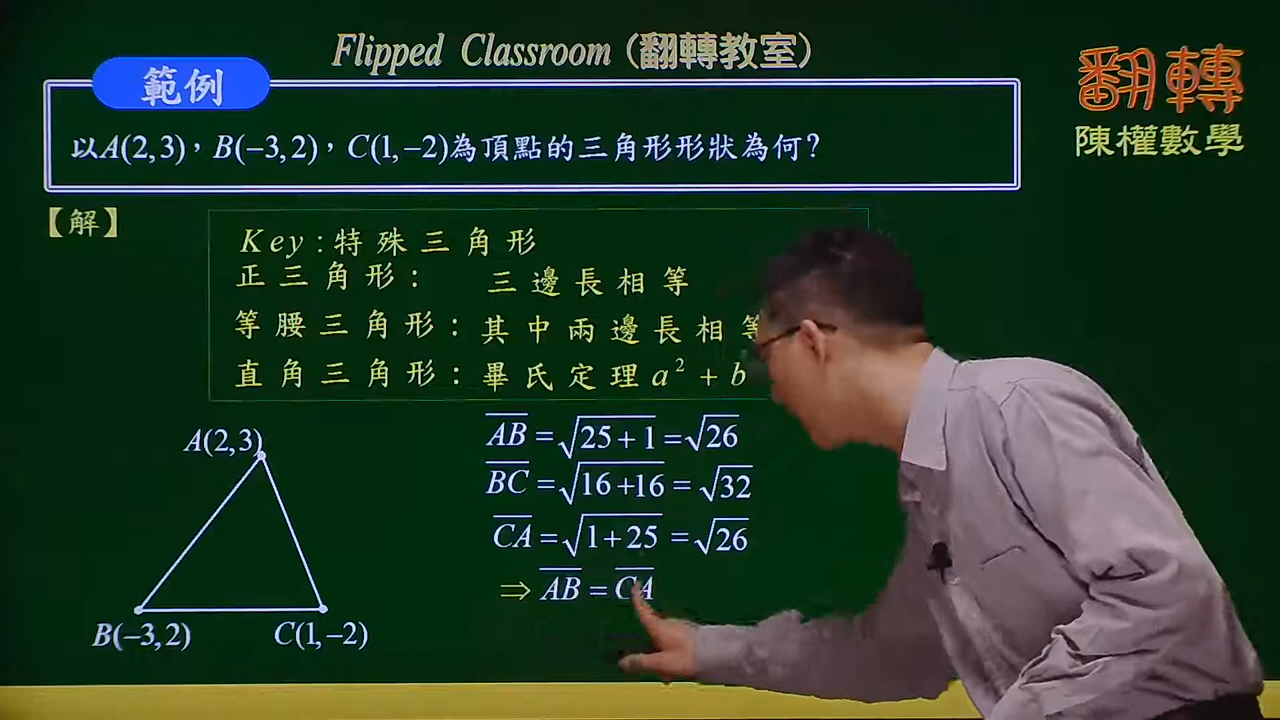 Flipped Classroom (翻轉教室)
翻轉
陳權數學
範例
以A(2,3)，B(−3,2)，C(1,−2)為頂點的三角形形狀為何?
【解】
Key:特殊三角形
正三角形： 三邊長相等
等腰三角形：其中兩邊長相等
直角三角形：畢氏定理a² + b
A(2,3)
B(−3,2)
C(1,−2)
AB = √25+1 = √26
BC = √16+16 = √32
CA = √1+25 = √26
⇒ AB = CA